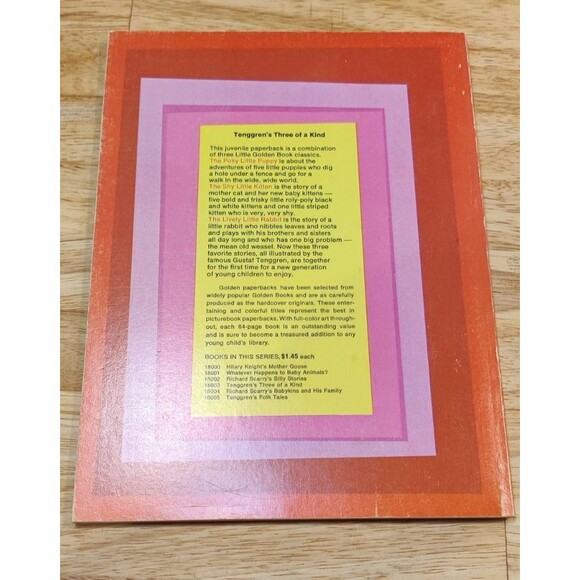 Tenggren's Three of a Kind
This juvenile paperback is a combination
of three Little Golden Book classics.
The Poky Little Puppy is about the
adventures of five little puppies who dig
a hole under a fence and go for a
walk in the wide, wide world.
The Shy Little Kitten is the story of a
mother cat and her new baby kittens —
five bold and frisky little roly-poly black
and white kittens and one little striped
kitten who is very, very shy.
The Lively Little Rabbit is the story of a
little rabbit who nibbles leaves and roots
and plays with his brothers and sisters
all day long and who has one big problem —
the mean old weasel. Now these three
favorite stories, all illustrated by the
famous Gustaf Tenggren, are together
for the first time for a new generation
of young children to enjoy.
Golden paperbacks have been selected from
widely popular Golden Books and are as carefully
produced as the hardcover originals. These enter-
taining and colorful titles represent the best in
picturebook paperbacks. With full-color art through-
out, each 64-page book is an outstanding value
and is sure to become a treasured addition to any
young child's library.
BOOKS IN THIS SERIES, $1.45 each
18000 Hilary Knight's Mother Goose
18001 Whatever Happens to Baby Animals?
18002 Richard Scarry's Silly Stories
18003 Tenggren's Three of a Kind
18004 Richard Scarry's Babykins and His Family
18005 Tenggren's Folk Tales